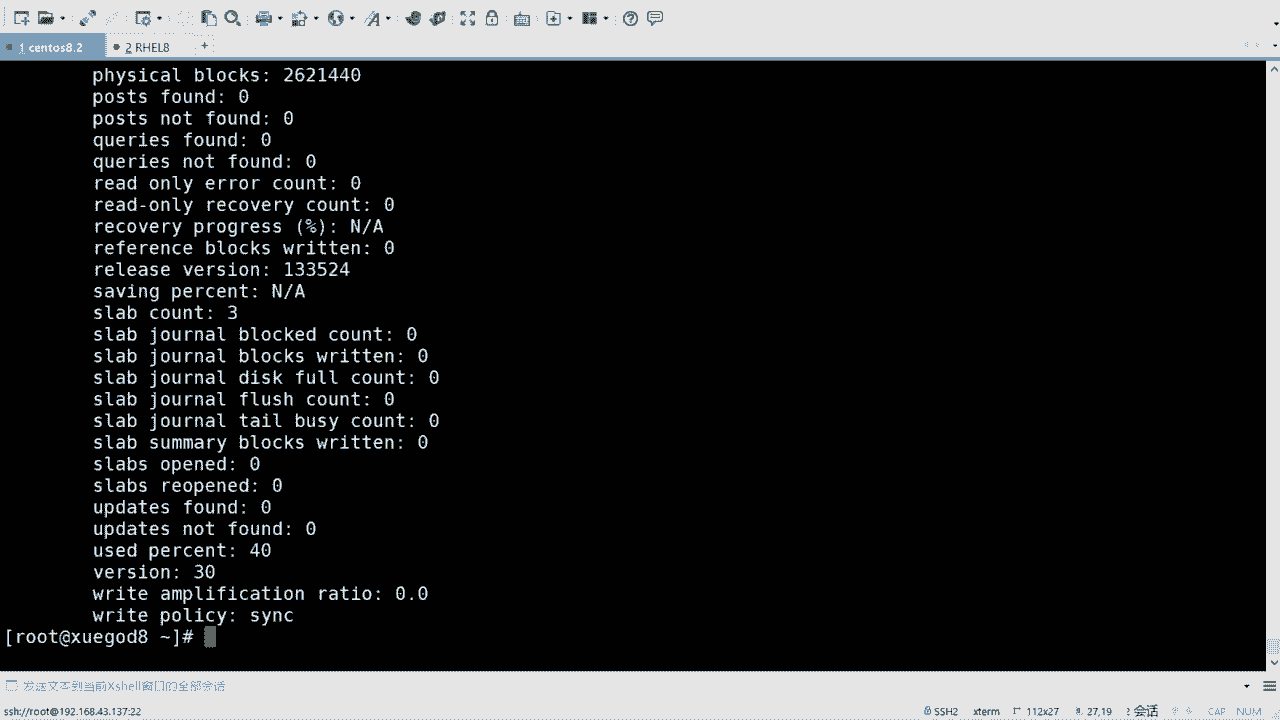 1 centos8.2
2 RHEL8
+
physical blocks: 2621440
posts found: 0
posts not found: 0
queries found: 0
queries not found: 0
read only error count: 0
read-only recovery count: 0
recovery progress (%): N/A
reference blocks written: 0
release version: 133524
saving percent: N/A
slab count: 3
slab journal blocked count: 0
slab journal blocks written: 0
slab journal disk full count: 0
slab journal flush count: 0
slab journal tail busy count: 0
slab summary blocks written: 0
slabs opened: 0
slabs reopened: 0
updates found: 0
updates not found: 0
used percent: 40
version: 30
write amplification ratio: 0.0
write policy: sync
[root@xuegod8 ~]#
发送文本到当前Xshell窗口的全部会话
ssh://root@192.168.43.137:22 SSH2 xterm 112x27 27,19 会话 CAP NUM